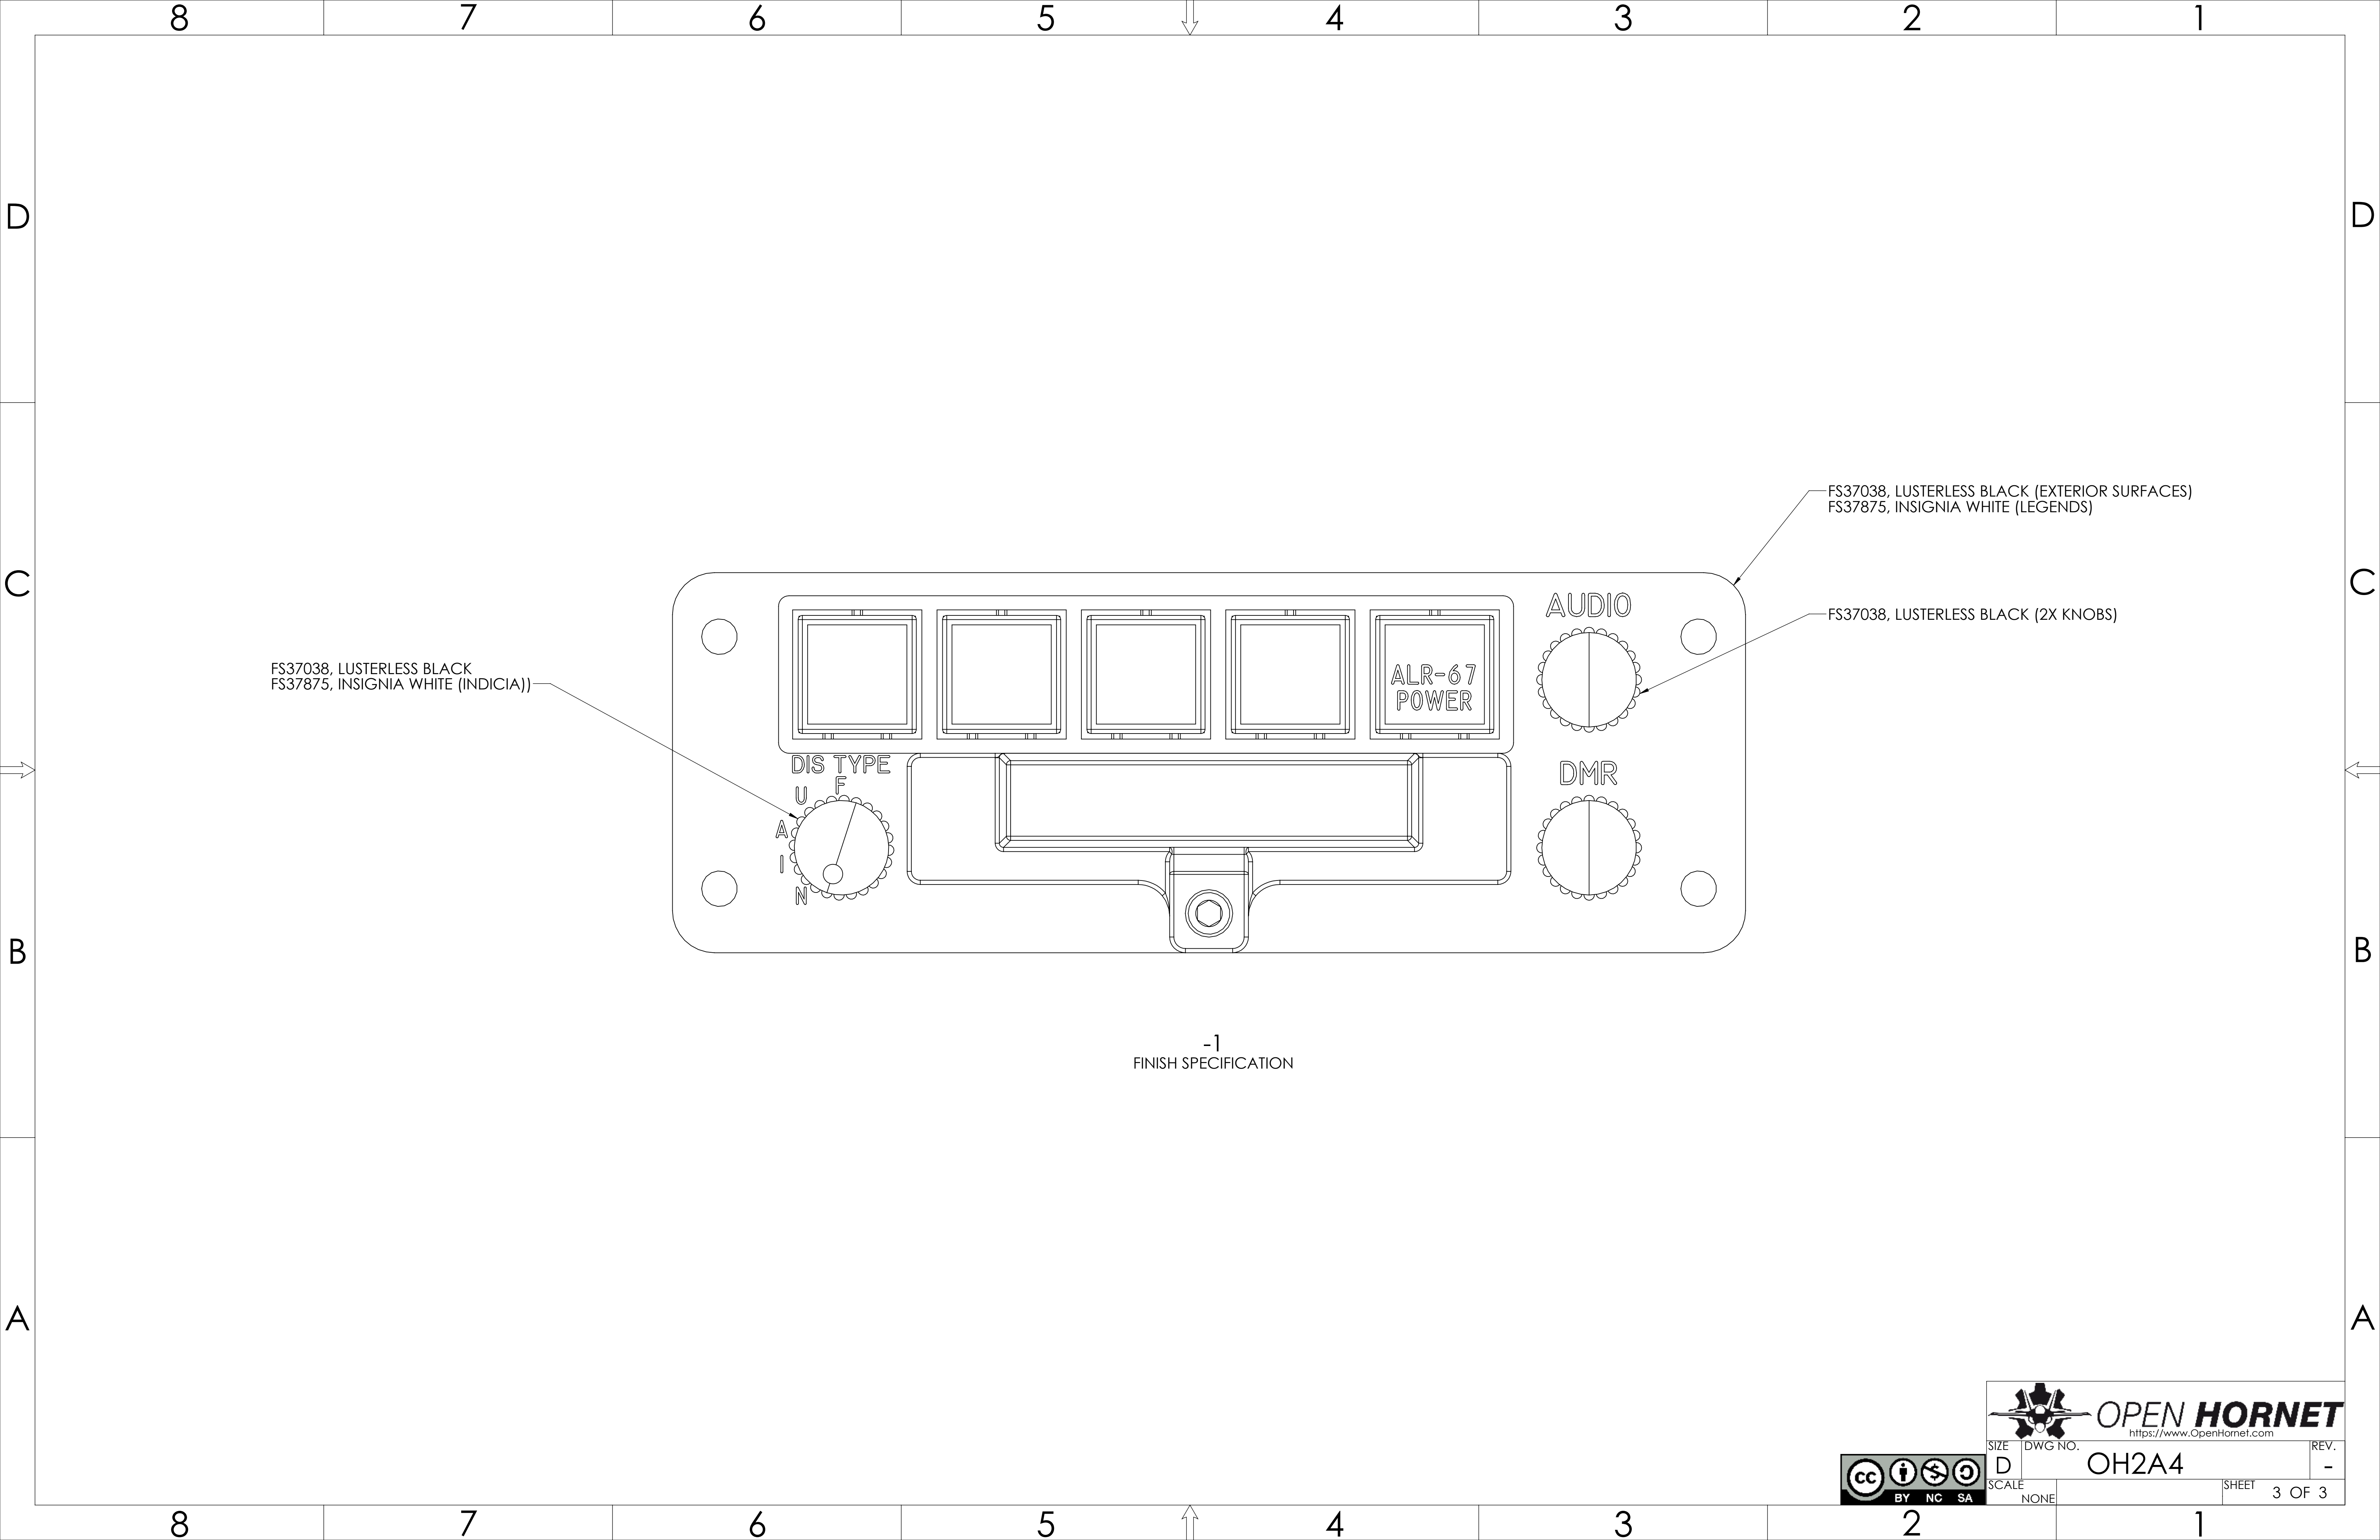 8 7 6 5 4 3 2 1
D D
FS37038, LUSTERLESS BLACK (EXTERIOR SURFACES)
FS37875, INSIGNIA WHITE (LEGENDS)
C C
AUDIO
FS37038, LUSTERLESS BLACK (2X KNOBS)
FS37038, LUSTERLESS BLACK
FS37875, INSIGNIA WHITE (INDICIA))
ALR-67
POWER
DIS TYPE
DMR
F
U
A
I
N
B B
-1
FINISH SPECIFICATION
A A
OPEN HORNET
https://www.OpenHornet.com
SIZE DWG NO. REV.
D OH2A4 -
SCALE NONE SHEET 3 OF 3
cc BY NC SA
8 7 6 5 4 3 2 1